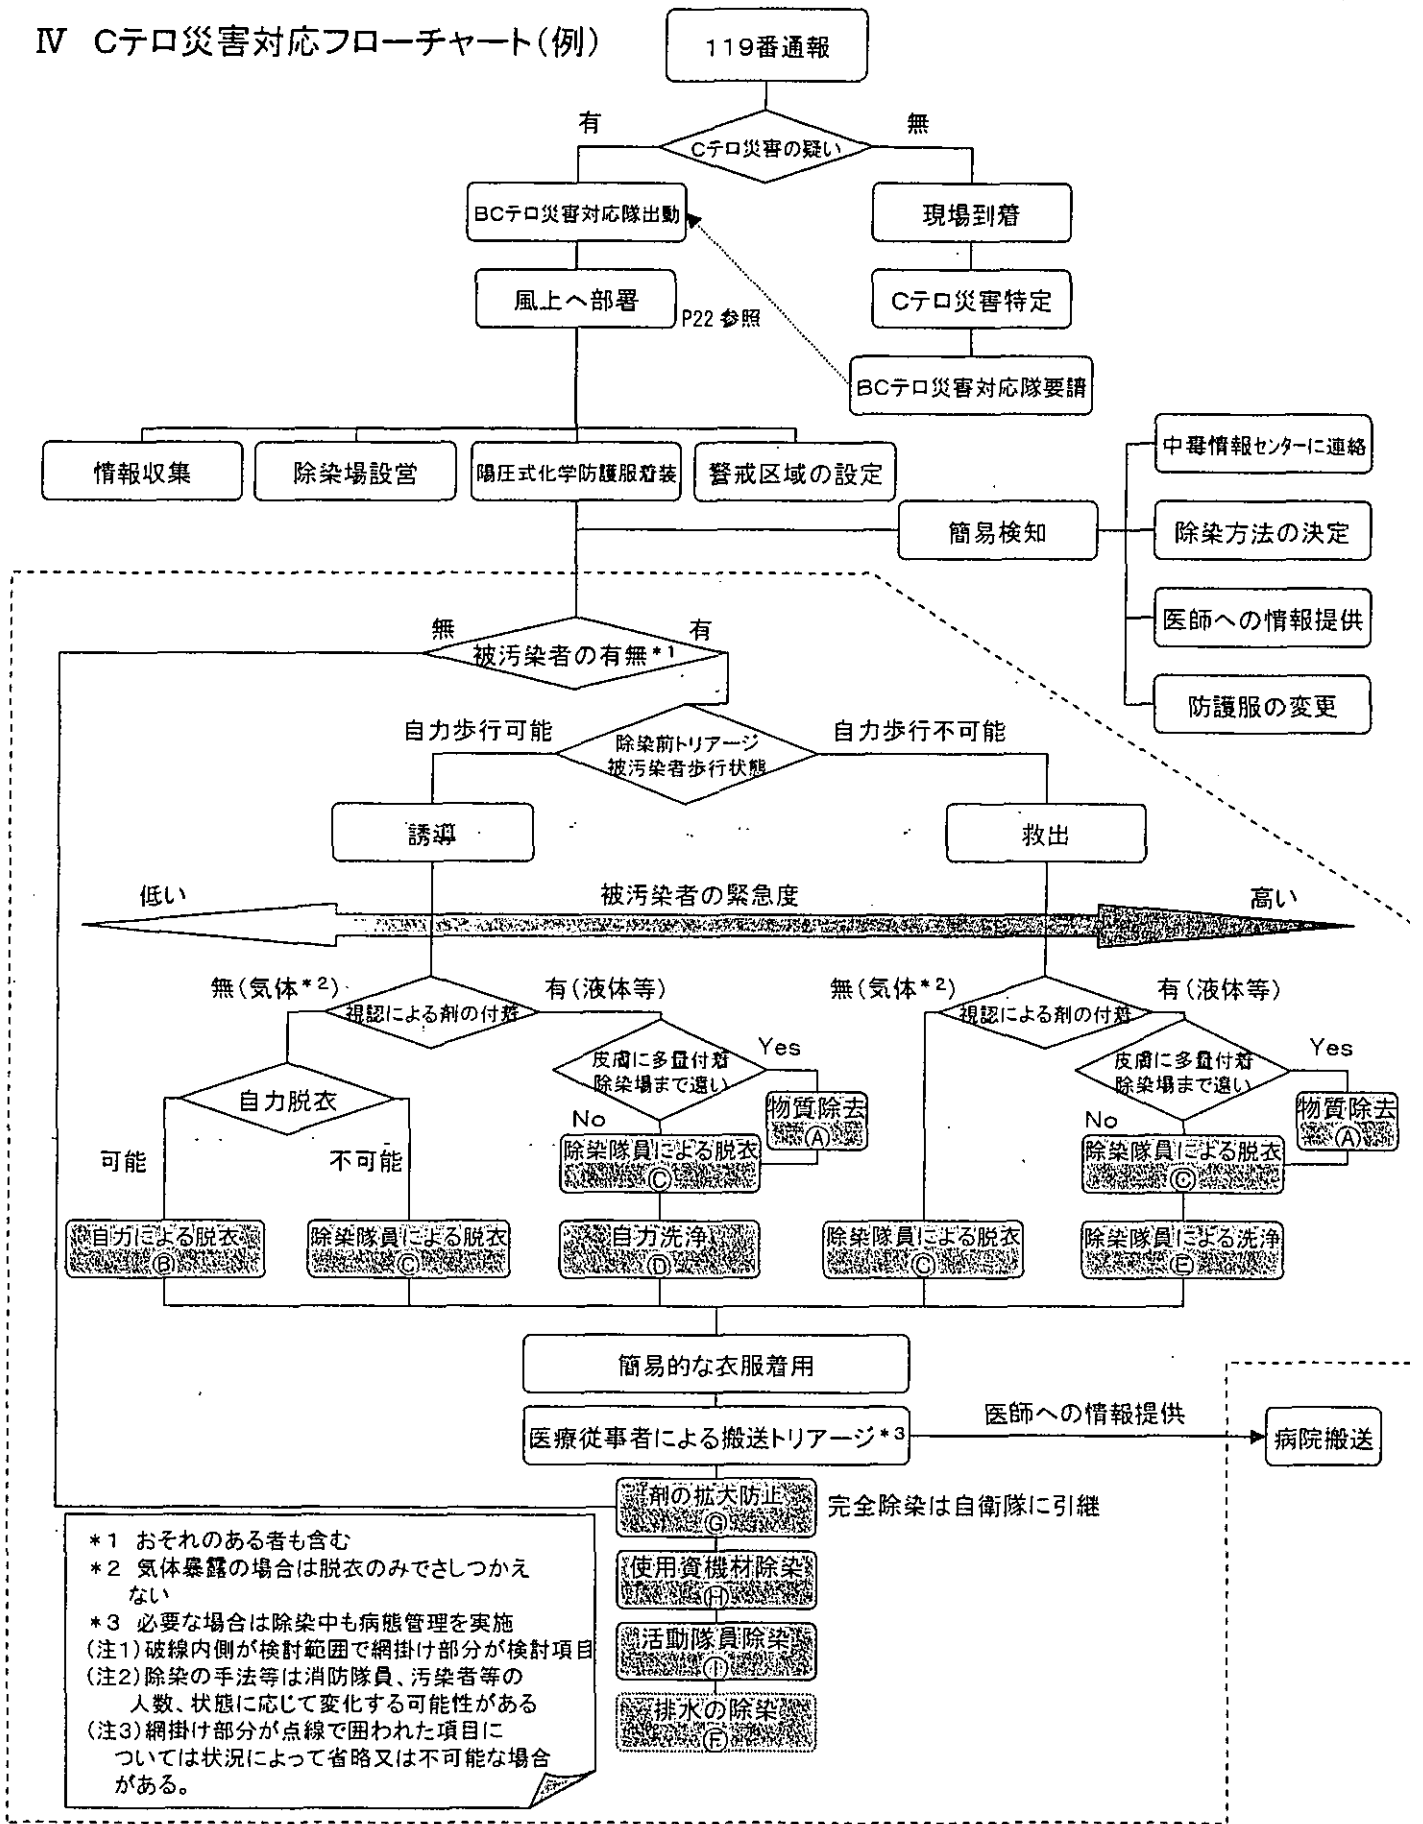 Ⅳ Cテロ災害対応フローチャート(例)
119番通報
有
無
Cテロ災害の疑い
BCテロ災害対応隊出動
現場到着
風上へ部署
P22 参照
Cテロ災害特定
BCテロ災害対応隊要請
情報収集
除染場設営
陽圧式化学防護服着装
警戒区域の設定
中毒情報センターに連絡
簡易検知
除染方法の決定
医師への情報提供
防護服の変更
無
有
被汚染者の有無*1
自力歩行可能
自力歩行不可能
除染前トリアージ
被汚染者歩行状態
誘導
救出
低い
被汚染者の緊急度
高い
無(気体*2)
有(液体等)
視認による剤の付着
無(気体*2)
有(液体等)
視認による剤の付着
皮膚に多量付着
除染場まで遠い
Yes
皮膚に多量付着
除染場まで遠い
Yes
自力脱衣
No
物質除去
Ⓐ
No
物質除去
Ⓐ
可能
不可能
除染隊員による脱衣
Ⓒ
除染隊員による脱衣
Ⓒ
自力による脱衣
Ⓑ
除染隊員による脱衣
Ⓒ
自力洗浄
Ⓓ
除染隊員による脱衣
Ⓒ
除染隊員による洗浄
Ⓔ
簡易的な衣服着用
医療従事者による搬送トリアージ*3
医師への情報提供
病院搬送
剤の拡大防止
Ⓖ
完全除染は自衛隊に引継
使用資機材除染
Ⓗ
活動隊員除染
Ⓘ
排水の除染
*1 おそれのある者も含む
*2 気体暴露の場合は脱衣のみでさしつかえ
ない
*3 必要な場合は除染中も病態管理を実施
(注1)破線内側が検討範囲で網掛け部分が検討項目
(注2)除染の手法等は消防隊員、汚染者等の
人数、状態に応じて変化する可能性がある
(注3)網掛け部分が点線で囲われた項目に
ついては状況によって省略又は不可能な場合
がある。